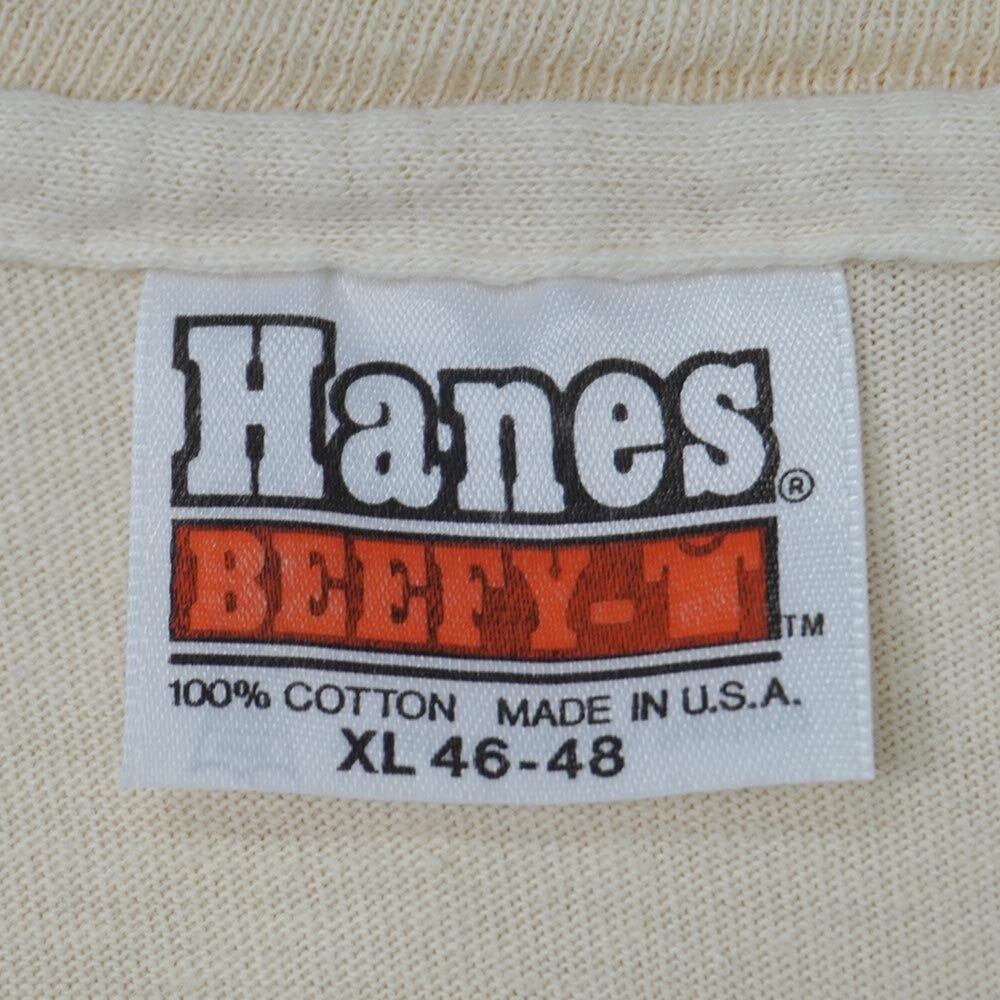 Hanes®
BEEFY-T™
100% COTTON MADE IN U.S.A.
XL 46-48